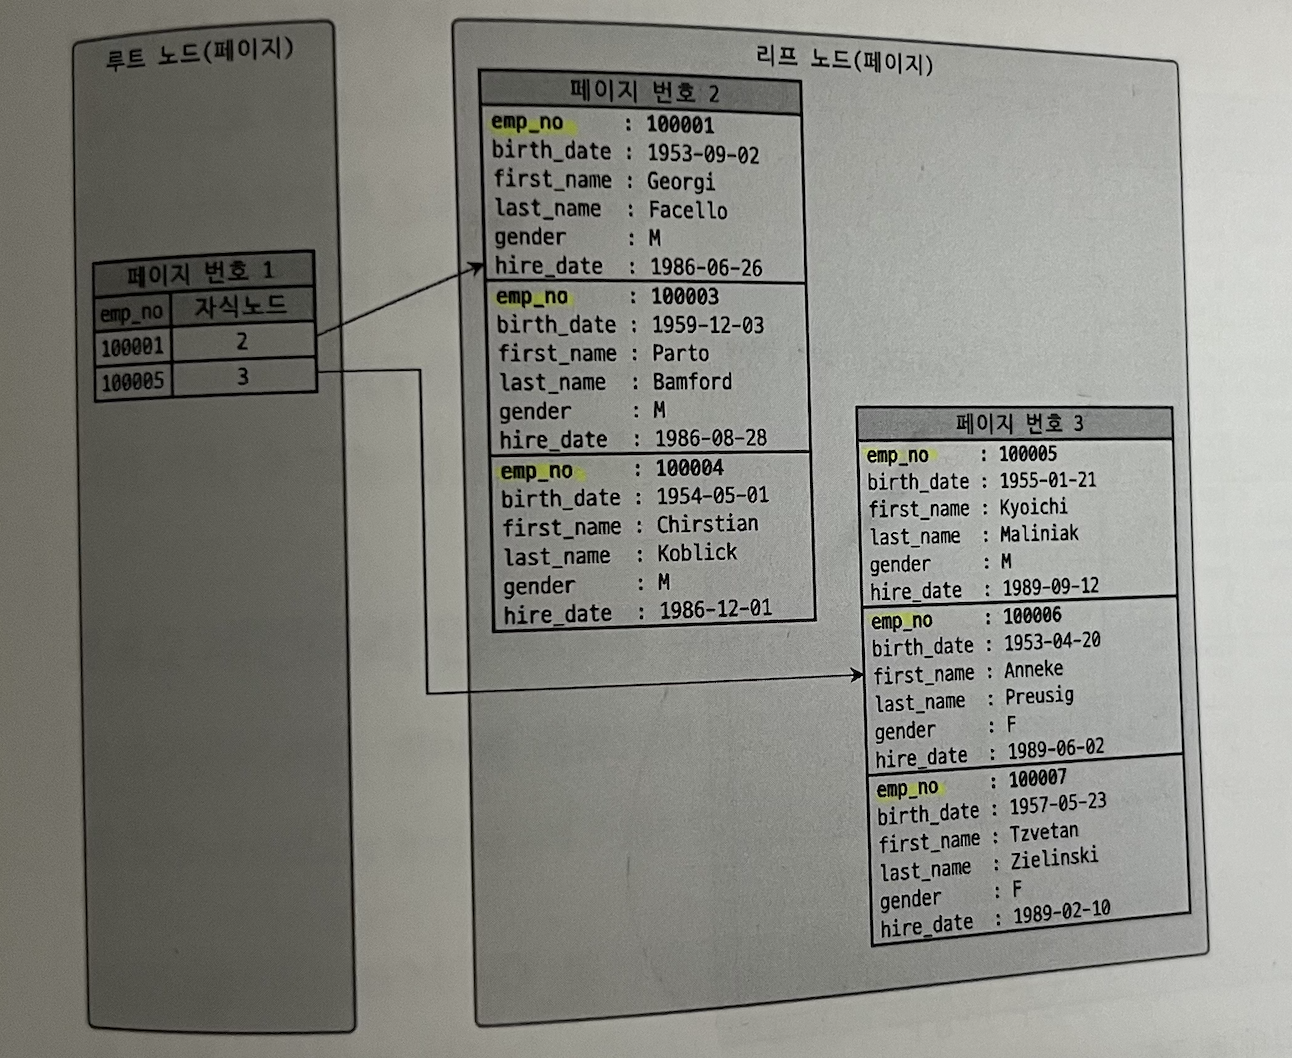 루트 노드(페이지)
페이지 번호 1
emp_no 자식노드
100001 2
100005 3
리프 노드(페이지)
페이지 번호 2
emp_no : 100001
birth_date : 1953-09-02
first_name : Georgi
last_name : Facello
gender : M
hire_date : 1986-06-26
emp_no : 100003
birth_date : 1959-12-03
first_name : Parto
last_name : Bamford
gender : M
hire_date : 1986-08-28
emp_no : 100004
birth_date : 1954-05-01
first_name : Chirstian
last_name : Koblick
gender : M
hire_date : 1986-12-01
페이지 번호 3
emp_no : 100005
birth_date : 1955-01-21
first_name : Kyoichi
last_name : Maliniak
gender : M
hire_date : 1989-09-12
emp_no : 100006
birth_date : 1953-04-20
first_name : Anneke
last_name : Preusig
gender : F
hire_date : 1989-06-02
emp_no : 100007
birth_date : 1957-05-23
first_name : Tzvetan
last_name : Zielinski
gender : F
hire_date : 1989-02-10